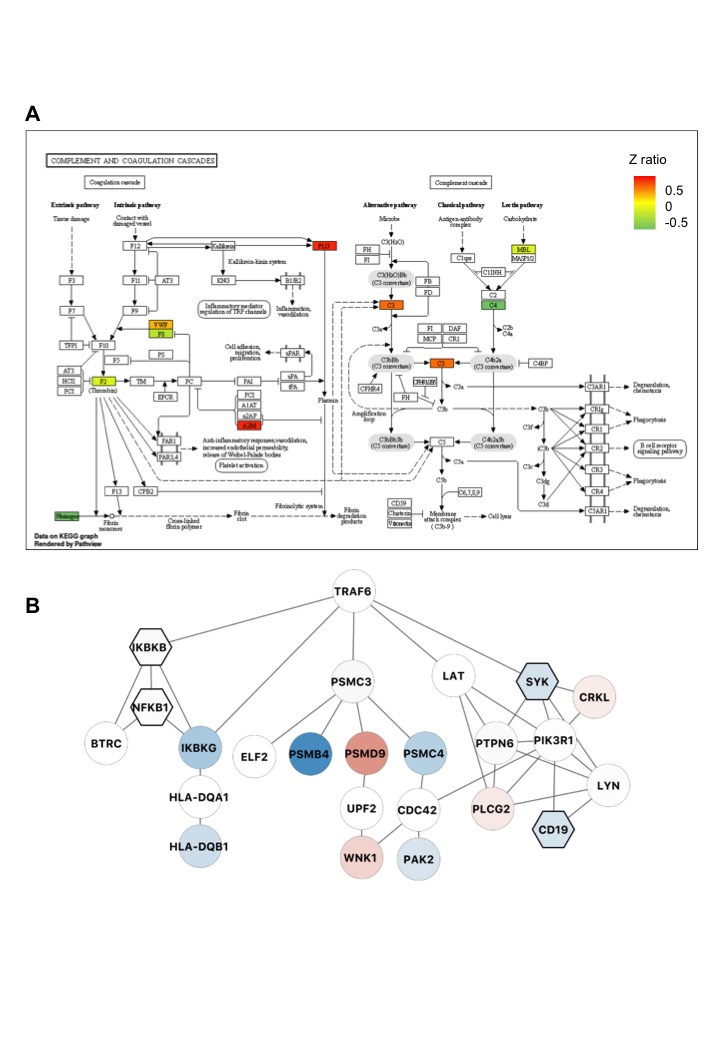 A
COMPLEMENT AND COAGULATION CASCADES
Z ratio
0.5
0
-0.5
Coagulation cascade
Complement cascade
Extrinsic pathway
Intrinsic pathway
Alternative pathway
Classical pathway
Lectin pathway
Tissue damage
Contact with
damaged vessel
Microbe
Antigen-antibody
complex
Carbohydrate
F12
Kallikrein
PLG
C3(H2O)
FH
FI
MBL
MASP1/2
C1qrs
C1INH
Kallikrein-kinin system
F3
F11
AT3
KNG
B1/B2
C3(H2O)Bb
(C3 convertase)
FB
FD
C2
C4
Inflammatory mediator
regulation of TRP channels
Inflammation,
vasodilation
F7
F9
C3
VWF
F8
C3a
FI
DAF
MCP
CR1
C2b
C4a
TFPI
F10
F5
PS
Cell adhesion,
migration,
proliferation
uPAR
C3bBb
(C3 convertase)
C3
C4b2a
(C3 convertase)
C4BP
AT3
HCII
PCI
F2
(Thrombin)
TM
PC
PAI
uPA
tPA
Plasmin
EPCR
PCI
A1AT
α2AP
A2M
CFHR4
FH
C3a
C3b
C3AR1
Degranulation,
chemotaxis
Amplification
loop
C3b
C3f
iC3b
C3c
C3dg
C3d
CRIg
CR1
CR2
CR3
CR4
Phagocytosis
B cell receptor
signaling pathway
Phagocytosis
PAR1
PAR3,4
Anti-inflammatory responses, vasodilation,
increased endothelial permeability,
release of Weibel-Palade bodies
Platelet activation
C3bBb3b
(C5 convertase)
C5
C4b2a3b
(C5 convertase)
C5a
C5b
C6,7,8,9
F13
CPB2
Fibrinolytic system
CD59
Clusterin
Vitronectin
Membrane
attack complex
(C5b-9)
Cell lysis
C5AR1
Degranulation,
chemotaxis
Fibrin
monomer
Cross-linked
fibrin polymer
Fibrin
clot
Fibrin
degradation
products
Data on KEGG graph
Rendered by Pathview
B
TRAF6
IKBKB
PSMC3
LAT
SYK
CRKL
NFKB1
BTRC
IKBKG
ELF2
PSMB4
PSMD9
PSMC4
PTPN6
PIK3R1
LYN
HLA-DQA1
UPF2
CDC42
PLCG2
CD19
HLA-DQB1
WNK1
PAK2